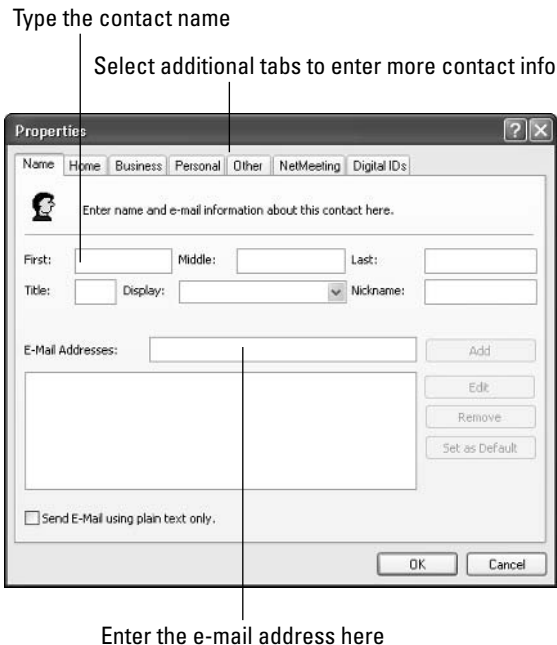 Type the contact name
Select additional tabs to enter more contact info
Properties
Name Home Business Personal Other NetMeeting Digital IDs
Enter name and e-mail information about this contact here.
First: Middle: Last:
Title: Display: Nickname:
E-Mail Addresses: Add
Edit
Remove
Set as Default
Send E-Mail using plain text only.
OK Cancel
Enter the e-mail address here